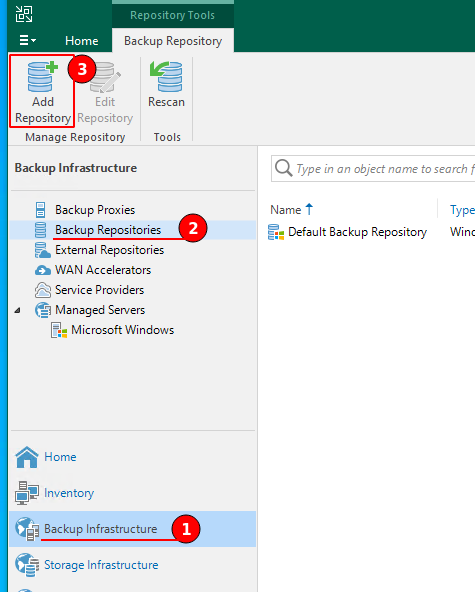 Repository Tools
Home
Backup Repository
3
Add Repository
Edit Repository
Rescan
Manage Repository
Tools
Backup Infrastructure
Type in an object name to search f
Name
Type
Backup Proxies
Backup Repositories
2
Default Backup Repository
Wind
External Repositories
WAN Accelerators
Service Providers
Managed Servers
Microsoft Windows
Home
Inventory
Backup Infrastructure
1
Storage Infrastructure